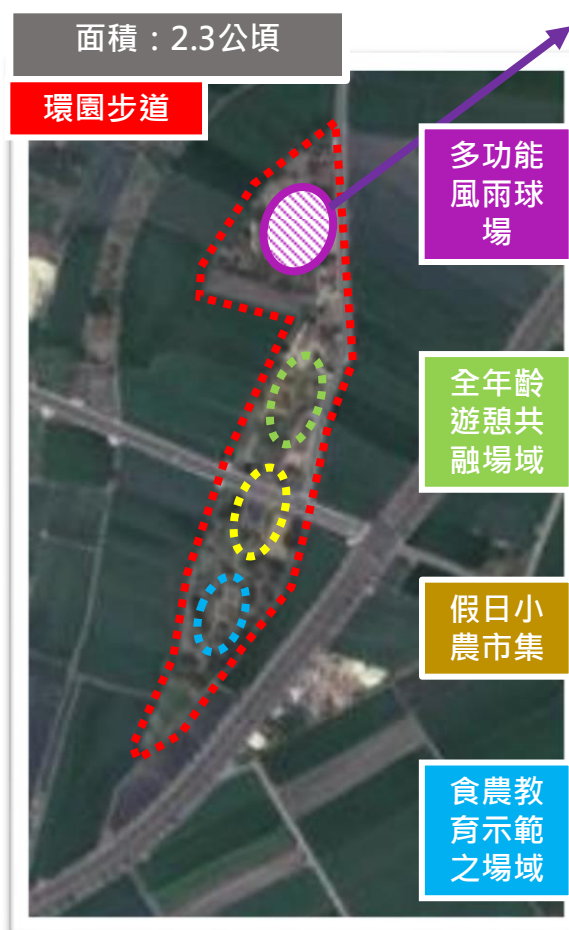 面積：2.3公頃
環園步道
多功能
風雨球
場
全年齡
遊憩共
融場域
假日小
農市集
食農教
育示範
之場域